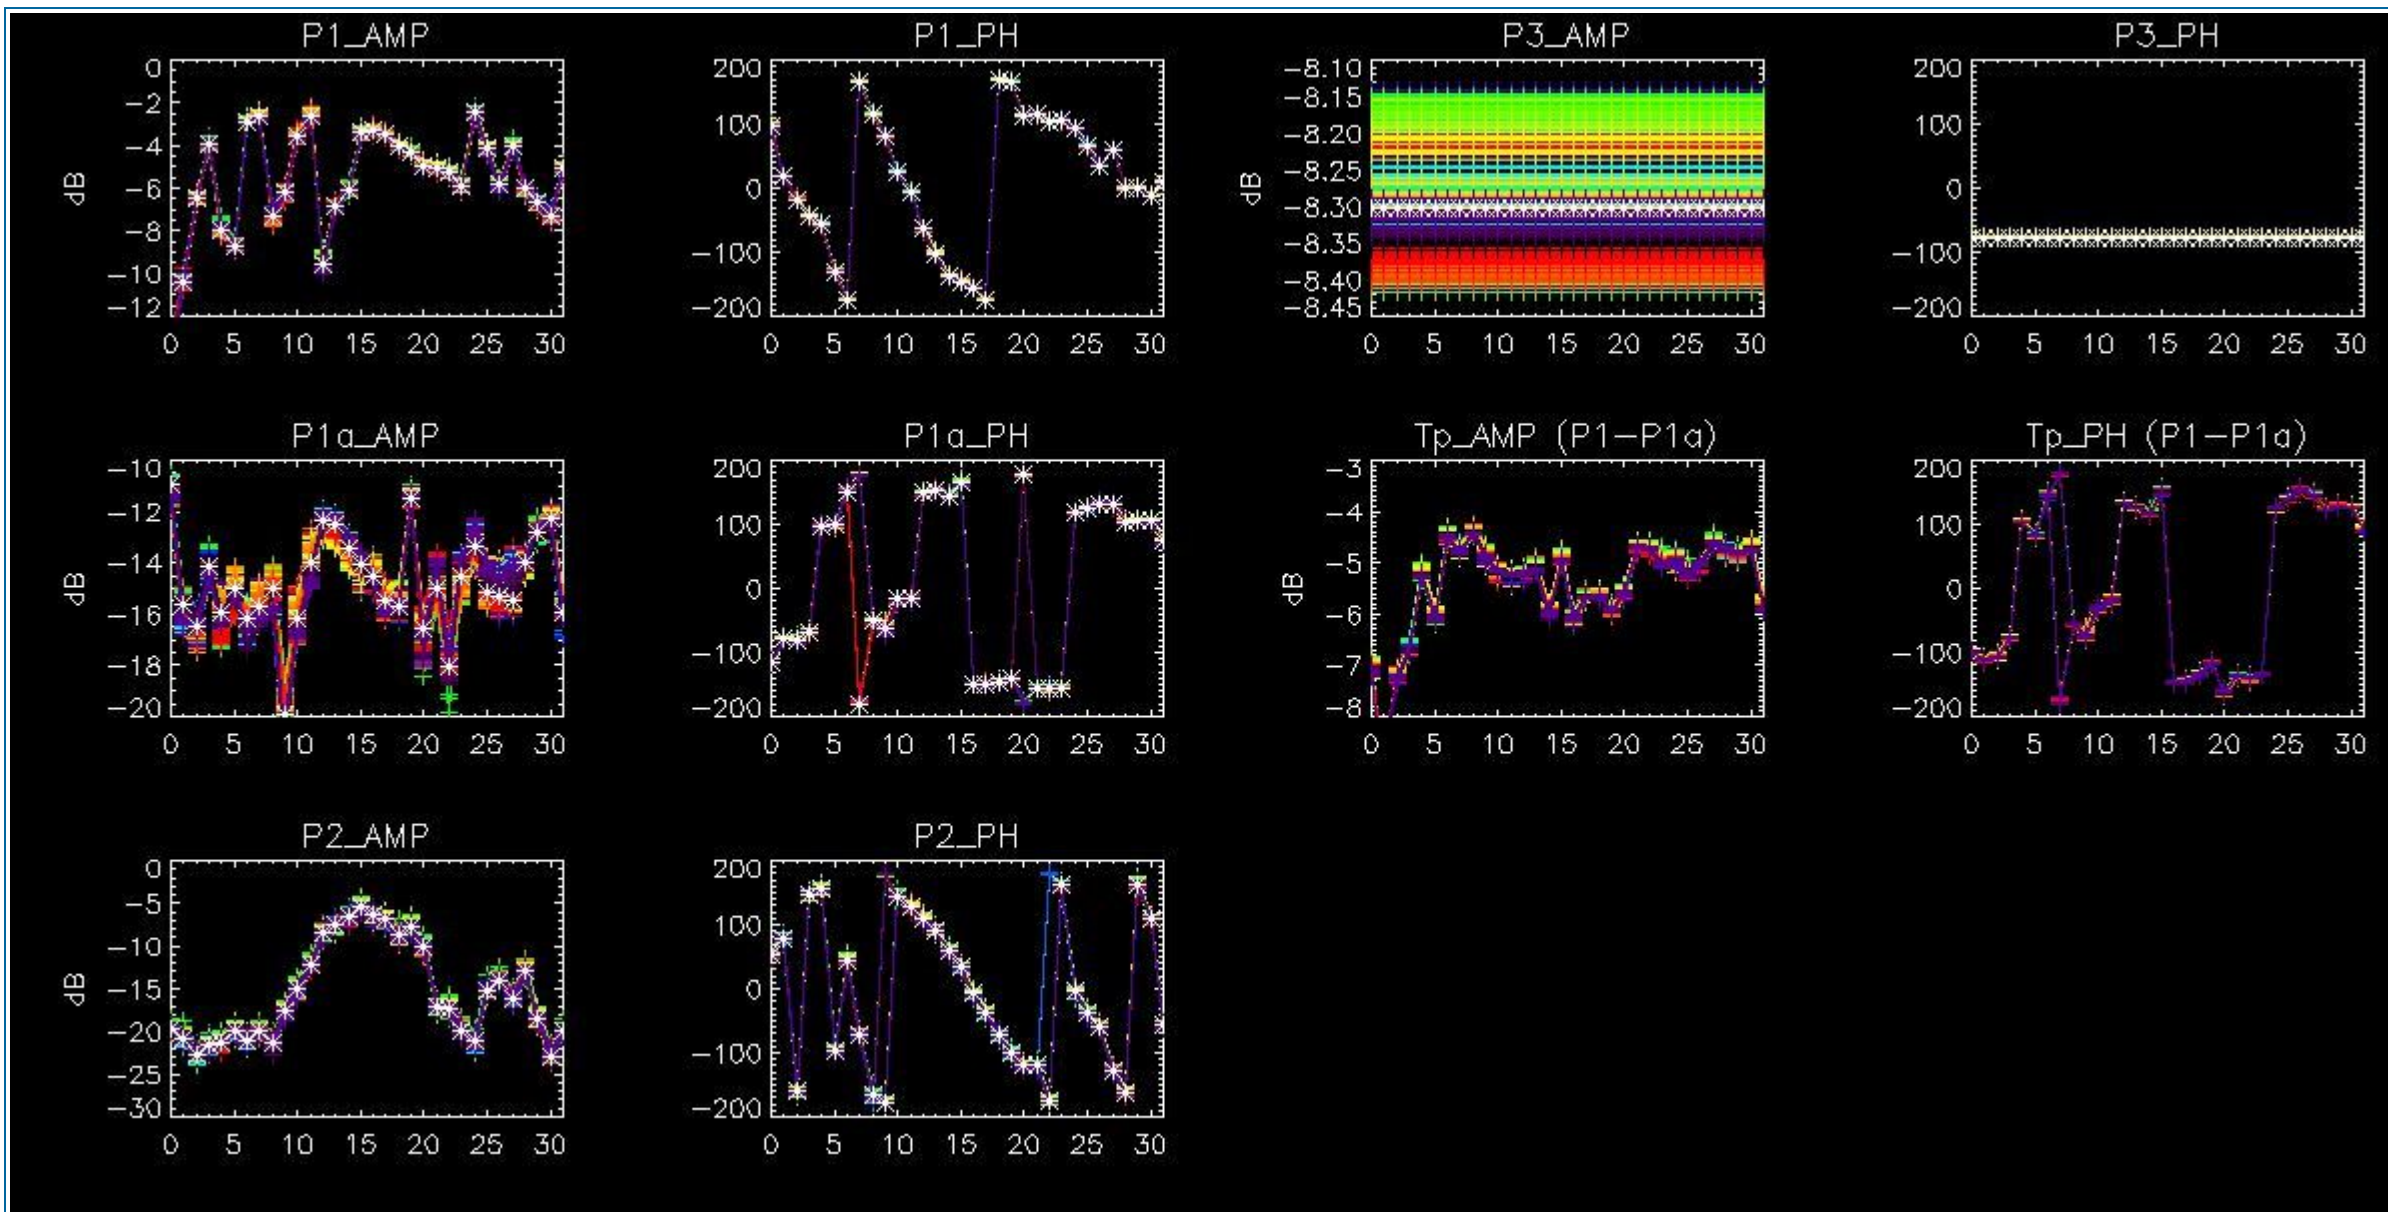 P1_AMP
0
−2
−4
−6
−8
−10
−12
dB
0 5 10 15 20 25 30
P1_PH
200
100
0
−100
−200
0 5 10 15 20 25 30
P3_AMP
−8.10
−8.15
−8.20
−8.25
−8.30
−8.35
−8.40
−8.45
dB
0 5 10 15 20 25 30
P3_PH
200
100
0
−100
−200
0 5 10 15 20 25 30
P1a_AMP
−10
−12
−14
−16
−18
−20
dB
0 5 10 15 20 25 30
P1a_PH
200
100
0
−100
−200
0 5 10 15 20 25 30
Tp_AMP (P1−P1a)
−3
−4
−5
−6
−7
−8
dB
0 5 10 15 20 25 30
Tp_PH (P1−P1a)
200
100
0
−100
−200
0 5 10 15 20 25 30
P2_AMP
0
−5
−10
−15
−20
−25
−30
dB
0 5 10 15 20 25 30
P2_PH
200
100
0
−100
−200
0 5 10 15 20 25 30